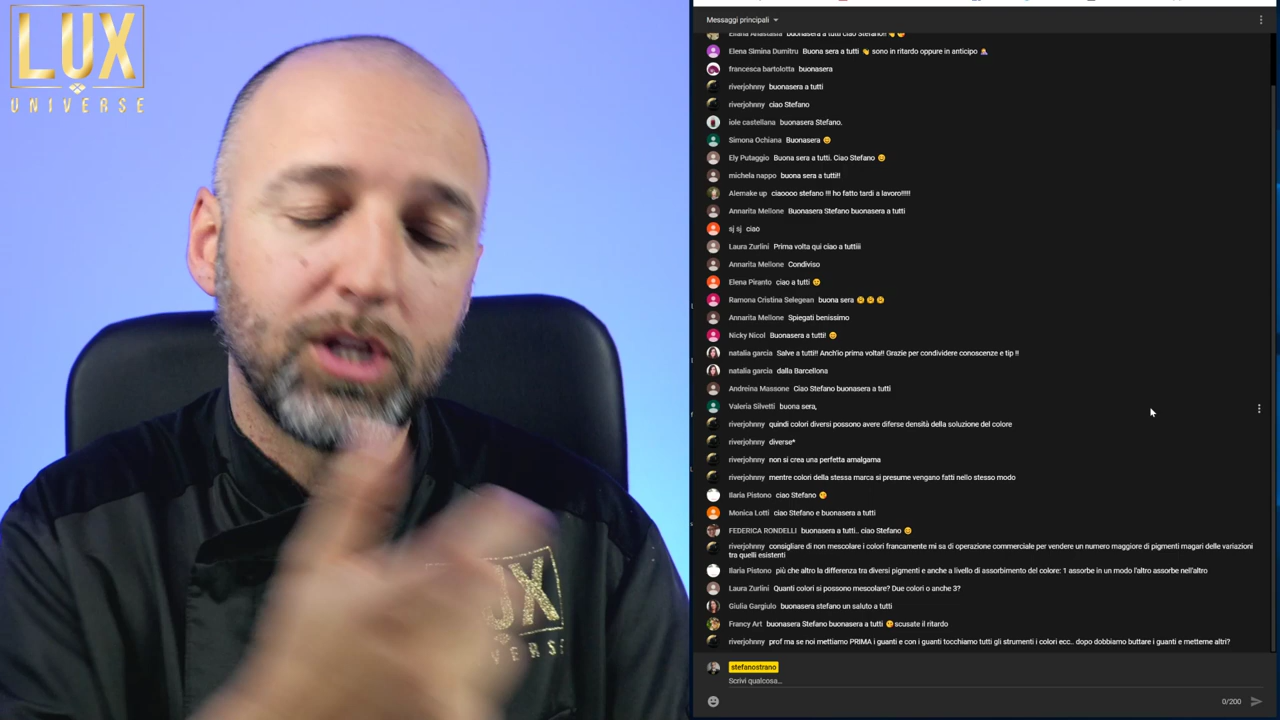 LUX
UNIVERSE
Messaggi principali
Eliana Anastasia buonasera a tutti ciao Stefano!!
Elena Simina Dumitru Buona sera a tutti 👋 sono in ritardo oppure in anticipo
francesca bartolotta buonasera
riverjohnny buonasera a tutti
riverjohnny ciao Stefano
iole castellana buonasera Stefano.
Simona Ochiana Buonasera 😀
Ely Putaggio Buona sera a tutti. Ciao Stefano 😊
michela nappo buona sera a tutti!!
Alemake up ciaoooo stefano !!! ho fatto tardi a lavoro!!!!!
Annarita Mellone Buonasera Stefano buonasera a tutti
sj sj ciao
Laura Zurlini Prima volta qui ciao a tuttiii
Annarita Mellone Condiviso
Elena Piranto ciao a tutti 😉
Ramona Cristina Selegean buona sera
Annarita Mellone Spiegati benissimo
Nicky Nicol Buonasera a tutti! 😊
natalia garcia Salve a tutti!! Anch'io prima volta!! Grazie per condividere conoscenze e tip !!
natalia garcia dalla Barcellona
Andreina Massone Ciao Stefano buonasera a tutti
Valeria Silvetti buona sera,
riverjohnny quindi colori diversi possono avere diferse densità della soluzione del colore
riverjohnny diverse*
riverjohnny non si crea una perfetta amalgama
riverjohnny mentre colori della stessa marca si presume vengano fatti nello stesso modo
Ilaria Pistono ciao Stefano 😘
Monica Lotti ciao Stefano e buonasera a tutti
FEDERICA RONDELLI buonasera a tutti.. ciao Stefano 😊
riverjohnny consigliare di non mescolare i colori francamente mi sa di operazione commerciale per vendere un numero maggiore di pigmenti magari delle variazioni
tra quelli esistenti
Ilaria Pistono più che altro la differenza tra diversi pigmenti e anche a livello di assorbimento del colore: 1 assorbe in un modo l'altro assorbe nell'altro
Laura Zurlini Quanti colori si possono mescolare? Due colori o anche 3?
Giulia Gargiulo buonasera stefano un saluto a tutti
Francy Art buonasera Stefano buonasera a tutti 😘 scusate il ritardo
riverjohnny prof ma se noi mettiamo PRIMA i guanti e con i guanti tocchiamo tutti gli strumenti i colori ecc.. dopo dobbiamo buttare i guanti e metterne altri?
stefanostrano
Scrivi qualcosa...
0/200